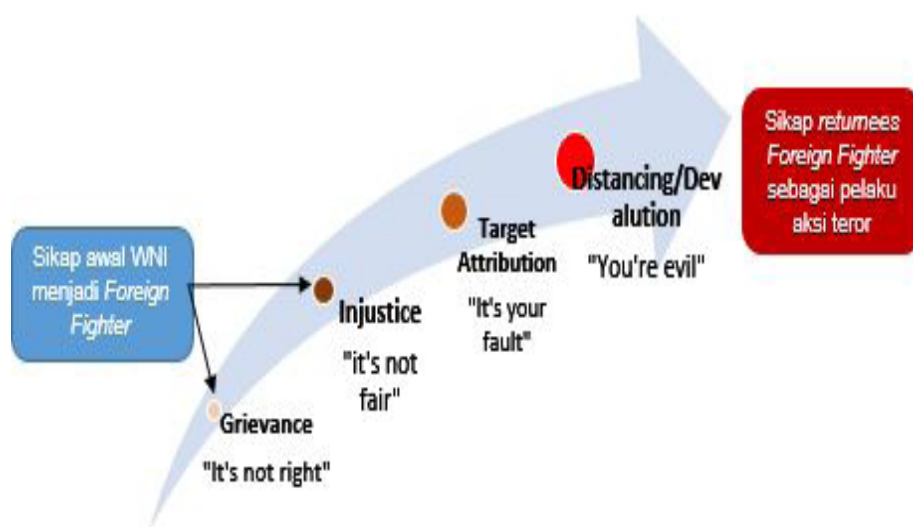 Sikap awal WNI
menjadi Foreign
Fighter
Grievance
"It's not right"
Injustice
"it's not
fair"
Target
Attribution
"It's your
fault"
Distancing/Dev
alution
"You're evil"
Sikap returnees
Foreign Fighter
sebagai pelaku
aksi teror